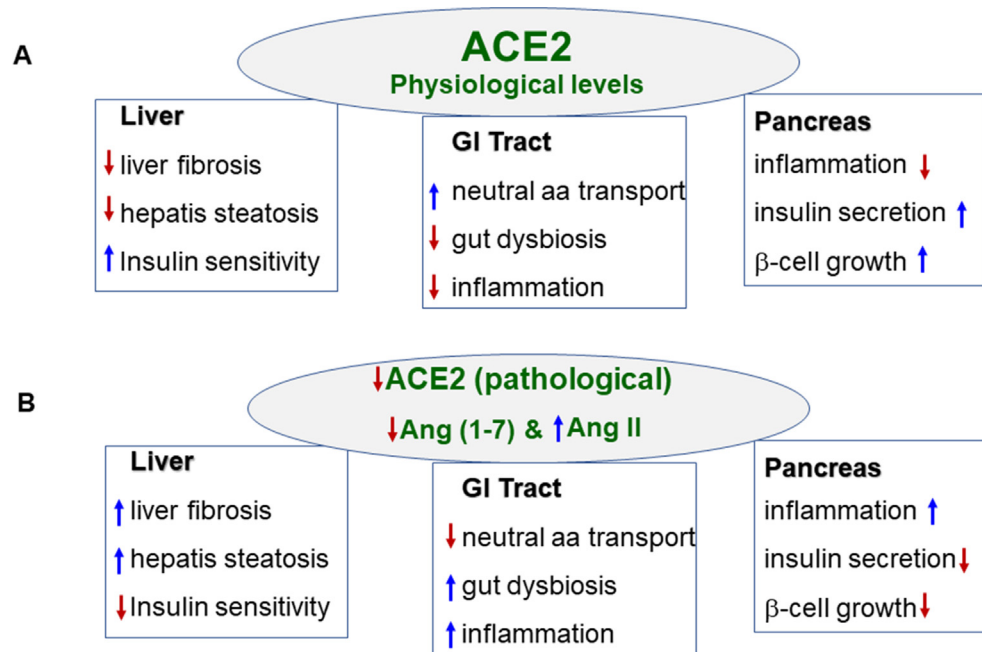 A
ACE2
Physiological levels
Liver
↓ liver fibrosis
↓ hepatis steatosis
↑ Insulin sensitivity
GI Tract
↑ neutral aa transport
↓ gut dysbiosis
↓ inflammation
Pancreas
inflammation ↓
insulin secretion ↑
β-cell growth ↑
B
↓ACE2 (pathological)
↓Ang (1-7) & ↑Ang II
Liver
↑ liver fibrosis
↑ hepatis steatosis
↓ Insulin sensitivity
GI Tract
↓ neutral aa transport
↑ gut dysbiosis
↑ inflammation
Pancreas
inflammation ↑
insulin secretion↓
β-cell growth↓